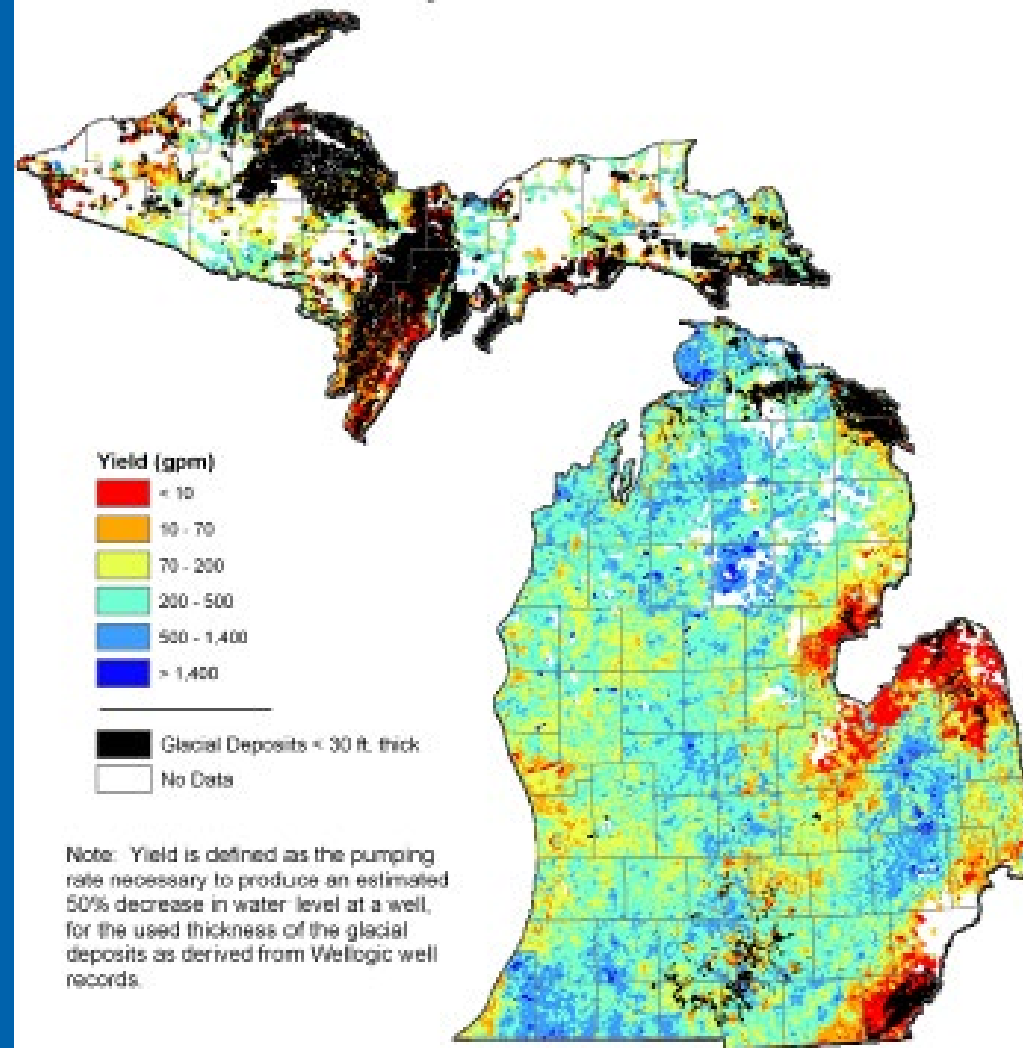 Yield (gpm)
< 10
10 - 70
70 - 200
200 - 500
500 - 1,400
> 1,400
Glacial Deposits < 30 ft. thick
No Data
Note: Yield is defined as the pumping
rate necessary to produce an estimated
50% decrease in water level at a well,
for the used thickness of the glacial
deposits as derived from Wellogic well
records.